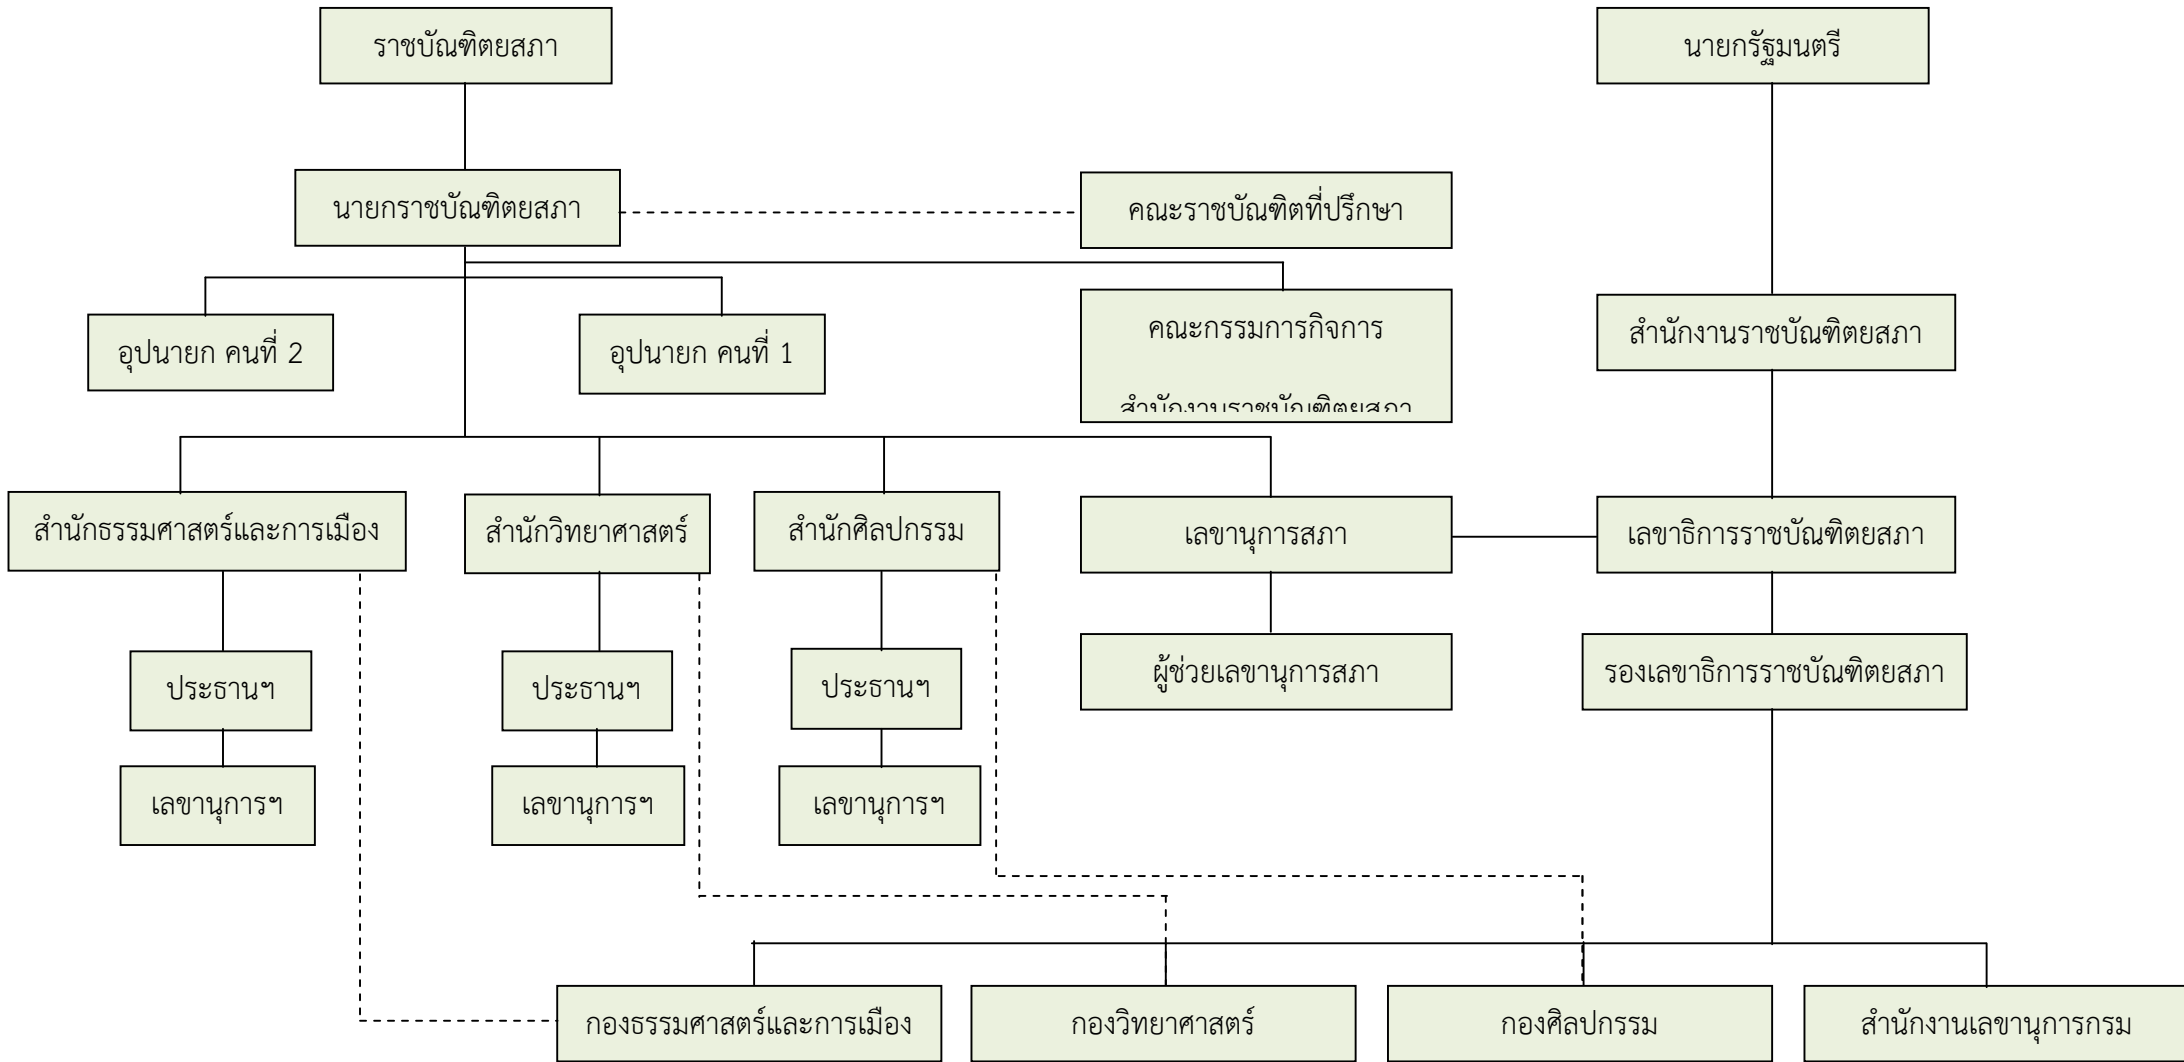 ราชบัณฑิตยสภา
นายกรัฐมนตรี
นายกราชบัณฑิตยสภา
คณะราชบัณฑิตที่ปรึกษา
อุปนายก คนที่ 2
อุปนายก คนที่ 1
คณะกรรมการกิจการ
สำนักงานราชบัณฑิตยสภา
สำนักงานราชบัณฑิตยสภา
สำนักธรรมศาสตร์และการเมือง
สำนักวิทยาศาสตร์
สำนักศิลปกรรม
เลขานุการสภา
เลขาธิการราชบัณฑิตยสภา
ประธานฯ
ประธานฯ
ประธานฯ
ผู้ช่วยเลขานุการสภา
รองเลขาธิการราชบัณฑิตยสภา
เลขานุการฯ
เลขานุการฯ
เลขานุการฯ
กองธรรมศาสตร์และการเมือง
กองวิทยาศาสตร์
กองศิลปกรรม
สำนักงานเลขานุการกรม